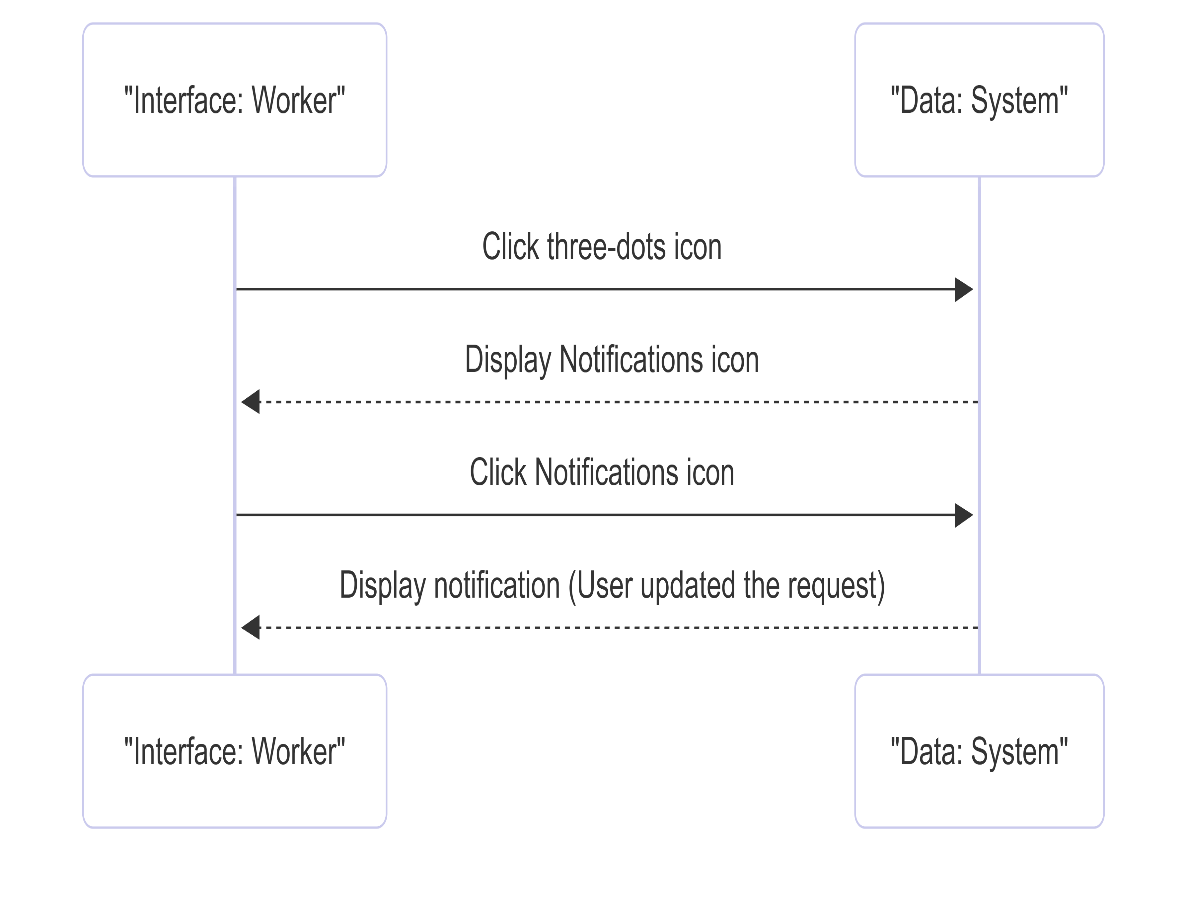 "Interface: Worker"
"Data: System"
Click three-dots icon
Display Notifications icon
Click Notifications icon
Display notification (User updated the request)
"Interface: Worker"
"Data: System"